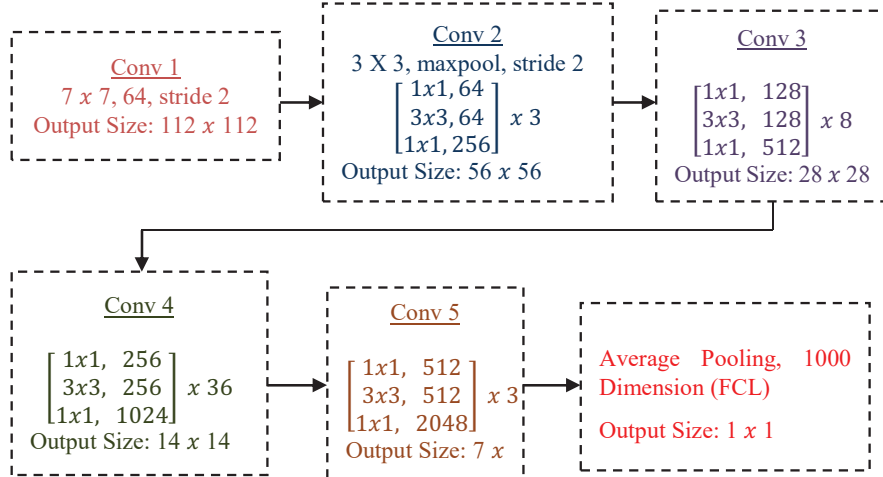 Conv 1
7 x 7, 64, stride 2
Output Size: 112 x 112
Conv 2
3 X 3, maxpool, stride 2
[1x1, 64
3x3, 64
1x1, 256] x 3
Output Size: 56 x 56
Conv 3
[1x1, 128
3x3, 128
1x1, 512] x 8
Output Size: 28 x 28
Conv 4
[1x1, 256
3x3, 256
1x1, 1024] x 36
Output Size: 14 x 14
Conv 5
[1x1, 512
3x3, 512
1x1, 2048] x 3
Output Size: 7 x
Average Pooling, 1000
Dimension (FCL)
Output Size: 1 x 1